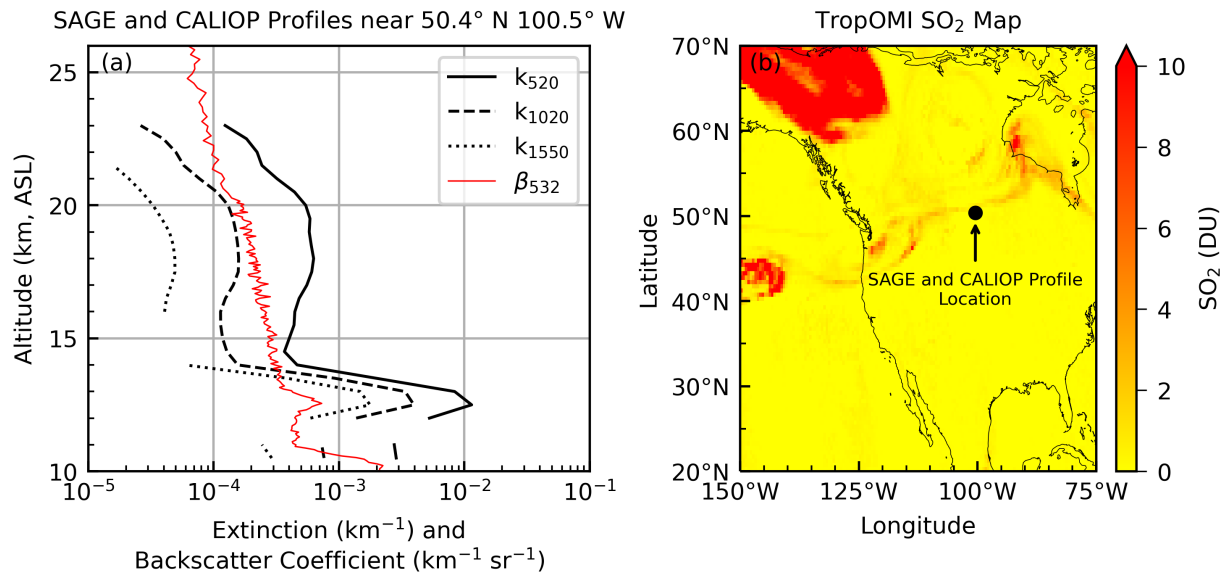 SAGE and CALIOP Profiles near 50.4° N 100.5° W
(a)
k₅₂₀
k₁₀₂₀
k₁₅₅₀
β₅₃₂
25
20
15
10
Altitude (km, ASL)
10⁻⁵
10⁻⁴
10⁻³
10⁻²
10⁻¹
Extinction (km⁻¹) and
Backscatter Coefficient (km⁻¹ sr⁻¹)
TropOMI SO₂ Map
(b)
70°N
60°N
50°N
40°N
30°N
20°N
Latitude
SAGE and CALIOP Profile
Location
150°W
125°W
100°W
75°W
Longitude
10
8
6
4
2
0
SO₂ (DU)